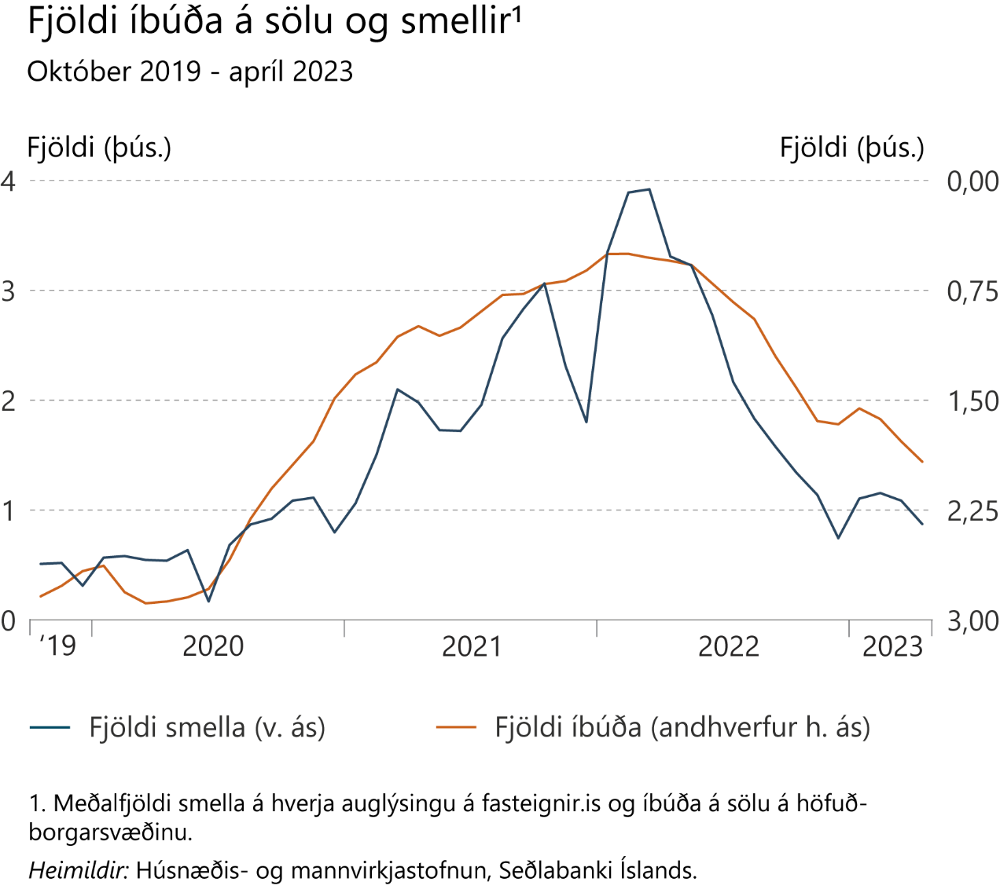 Fjöldi íbúða á sölu og smellir¹
Október 2019 - apríl 2023
Fjöldi (þús.) Fjöldi (þús.)
4 0,00
3 0,75
2 1,50
1 2,25
0 3,00
’19 2020 2021 2022 2023
Fjöldi smella (v. ás) Fjöldi íbúða (andhverfur h. ás)
1. Meðalfjöldi smella á hverja auglýsingu á fasteignir.is og íbúða á sölu á höfuð-
borgarsvæðinu.
Heimildir: Húsnæðis- og mannvirkjastofnun, Seðlabanki Íslands.